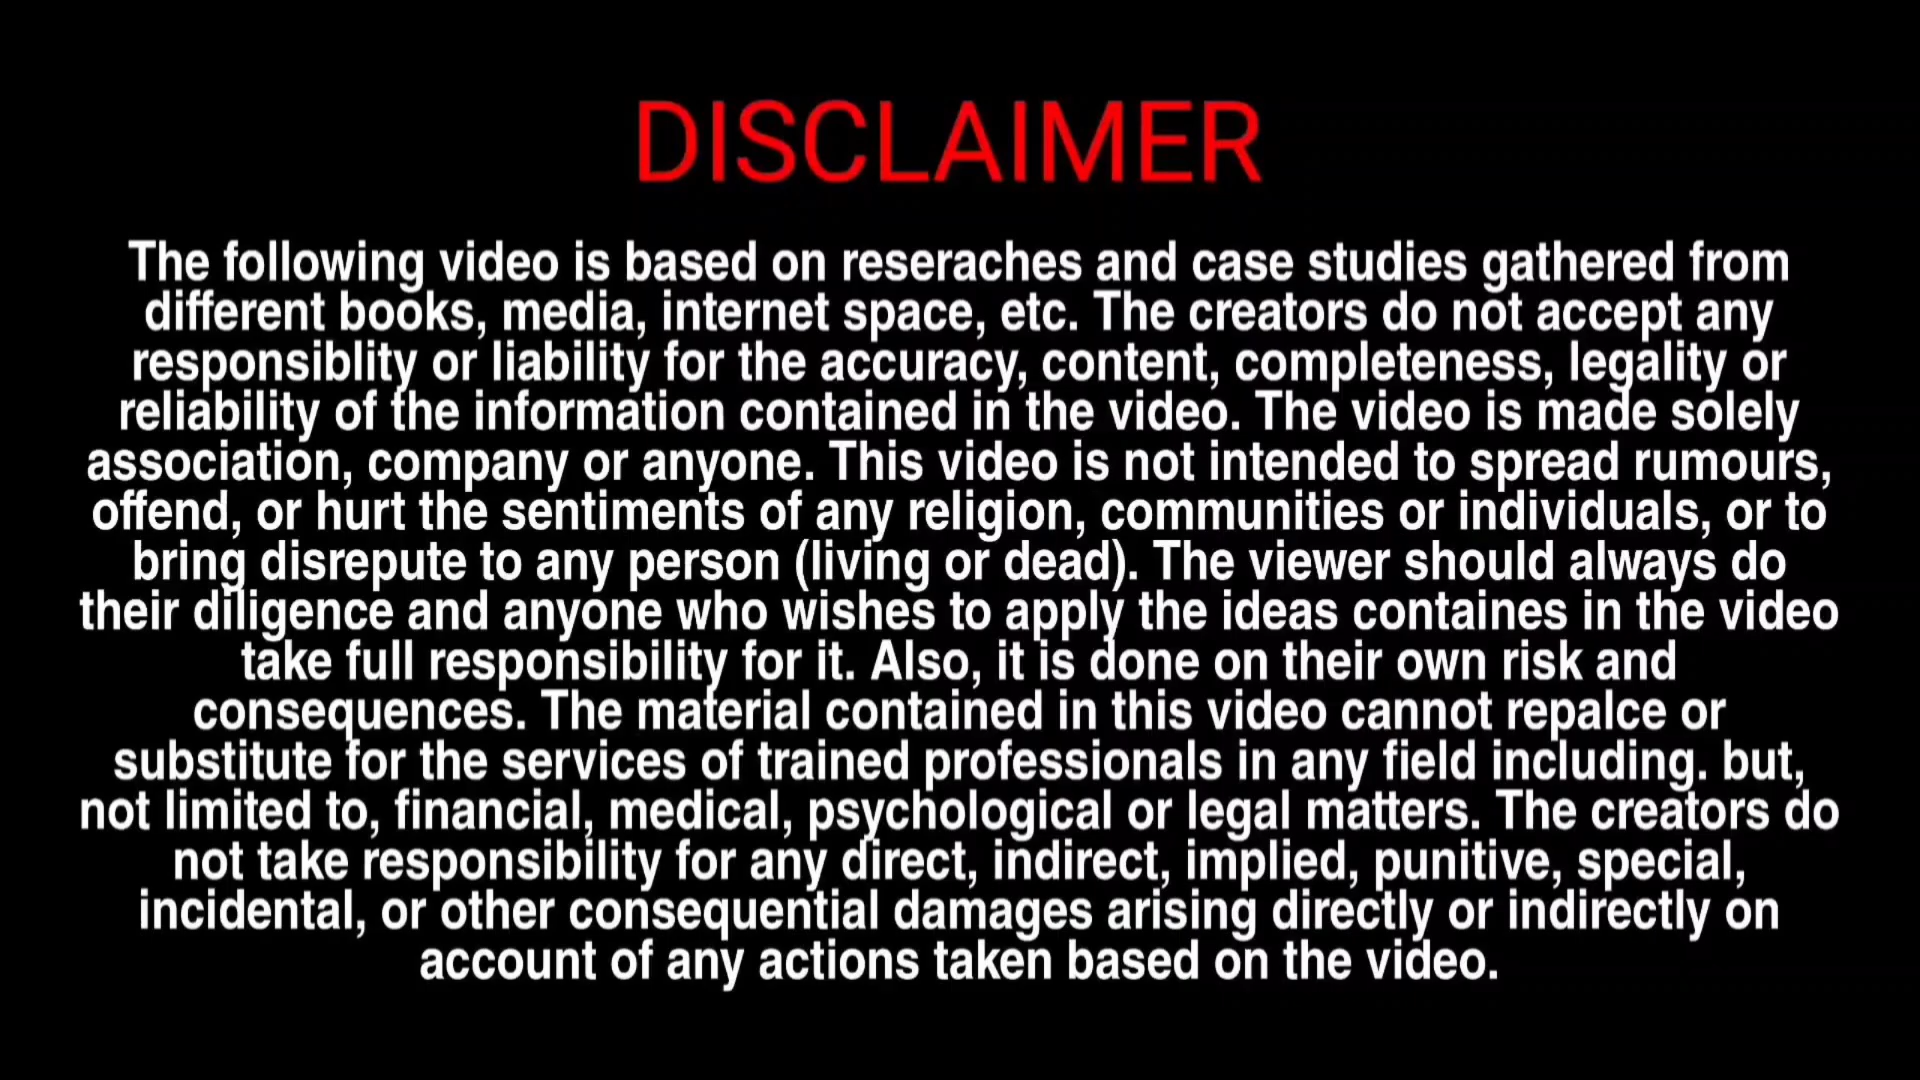 DISCLAIMER
The following video is based on reseraches and case studies gathered from
different books, media, internet space, etc. The creators do not accept any
responsiblity or liability for the accuracy, content, completeness, legality or
reliability of the information contained in the video. The video is made solely
association, company or anyone. This video is not intended to spread rumours,
offend, or hurt the sentiments of any religion, communities or individuals, or to
bring disrepute to any person (living or dead). The viewer should always do
their diligence and anyone who wishes to apply the ideas containes in the video
take full responsibility for it. Also, it is done on their own risk and
consequences. The material contained in this video cannot repalce or
substitute for the services of trained professionals in any field including. but,
not limited to, financial, medical, psychological or legal matters. The creators do
not take responsibility for any direct, indirect, implied, punitive, special,
incidental, or other consequential damages arising directly or indirectly on
account of any actions taken based on the video.